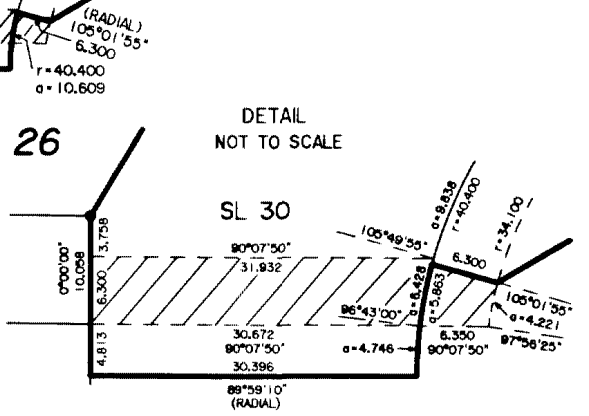 (RADIAL)
105°01'55"
6.300
r=40.400
a=10.609
DETAIL
NOT TO SCALE
26
SL 30
a=9.838
r=40.400
r=34.100
3.758
0°00'00"
10.058
6.300
4.813
90°07'50"
31.932
105°49'55"
6.300
a=6.428
a=5.863
96°43'00"
105°01'55"
a=4.221
30.672
90°07'50"
a=4.746
6.350
90°07'50"
97°56'25"
30.396
89°59'10"
(RADIAL)